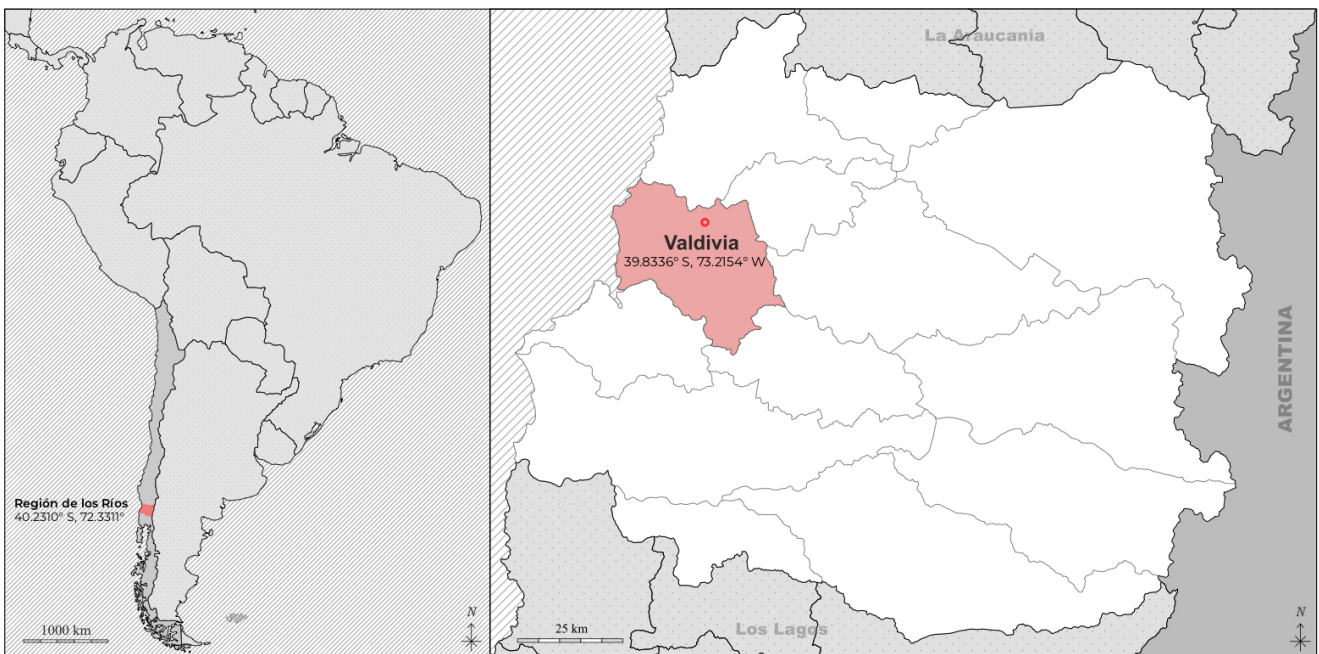 Región de los Ríos
40.2310° S, 72.3311°
1000 km
N
La Araucanía
Valdivia
39.8336° S, 73.2154° W
ARGENTINA
Los Lagos
25 km
N